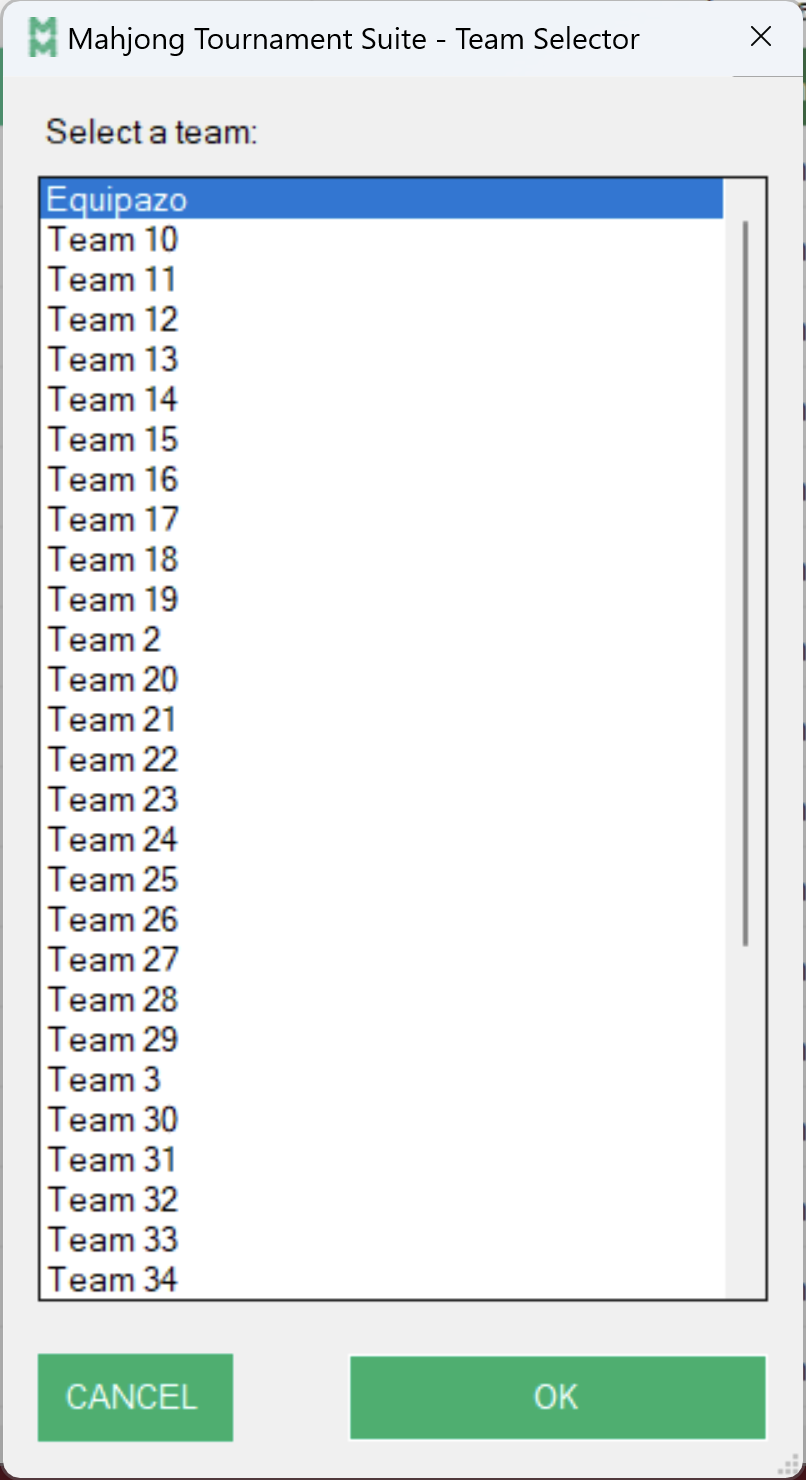 Mahjong Tournament Suite - Team Selector
Select a team:
Equipazo
Team 10
Team 11
Team 12
Team 13
Team 14
Team 15
Team 16
Team 17
Team 18
Team 19
Team 2
Team 20
Team 21
Team 22
Team 23
Team 24
Team 25
Team 26
Team 27
Team 28
Team 29
Team 3
Team 30
Team 31
Team 32
Team 33
Team 34
CANCEL OK